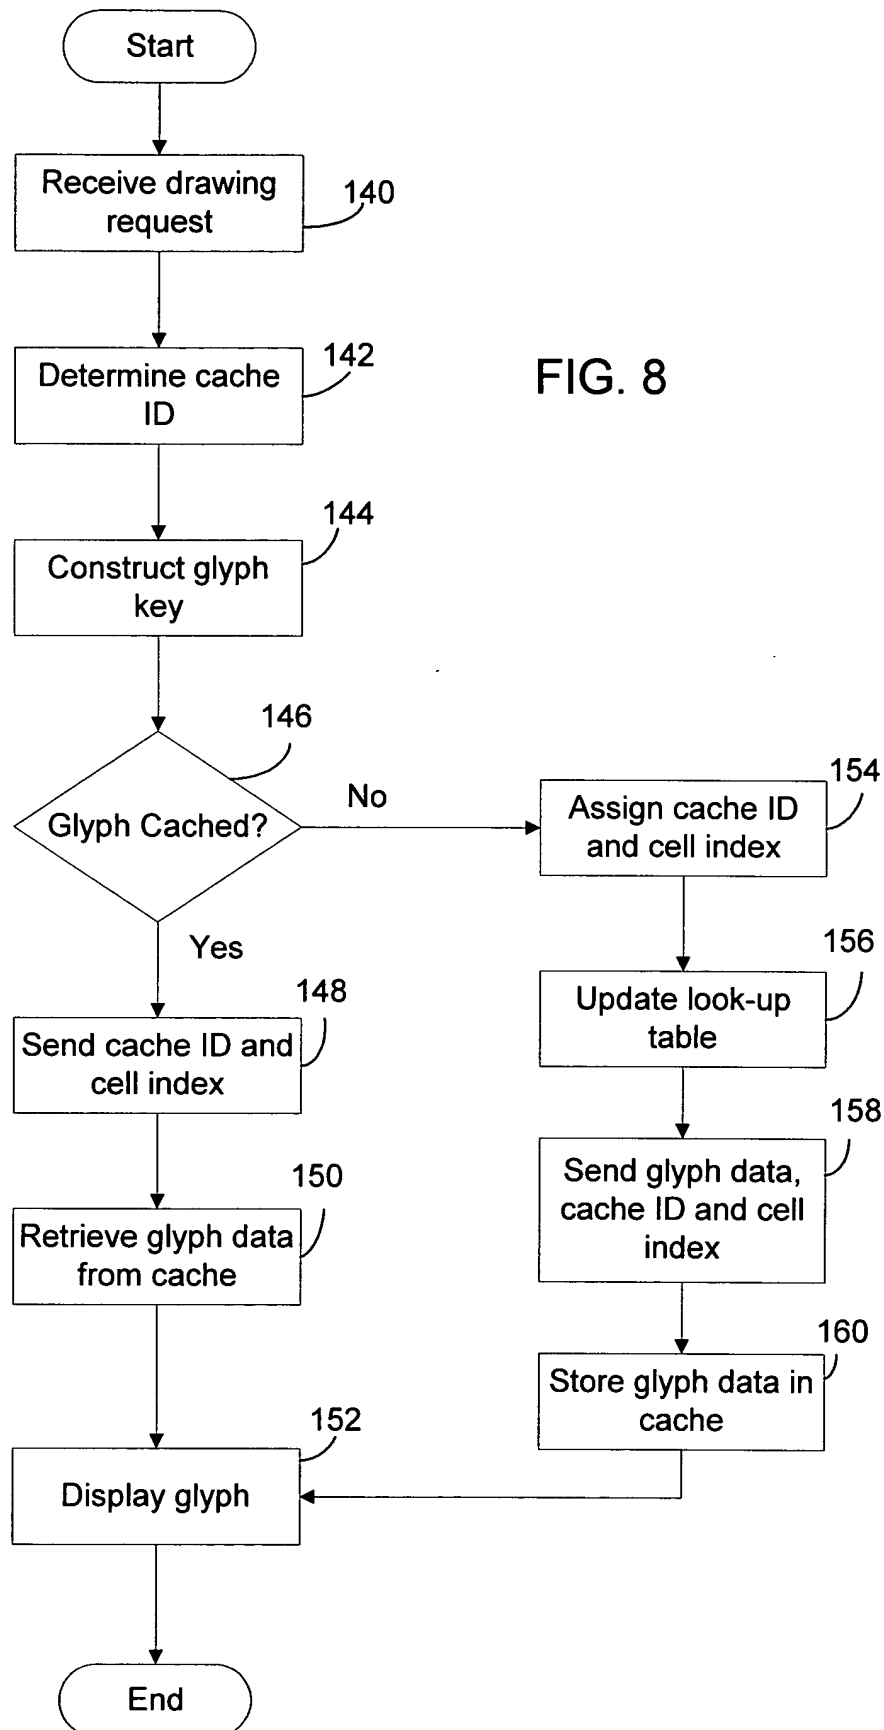 Start
Receive drawing
request
140
Determine cache
ID
142
FIG. 8
Construct glyph
key
144
Glyph Cached?
146
No
Yes
Send cache ID and
cell index
148
Retrieve glyph data
from cache
150
Assign cache ID
and cell index
154
Update look-up
table
156
Send glyph data,
cache ID and cell
index
158
Store glyph data in
cache
160
Display glyph
152
End